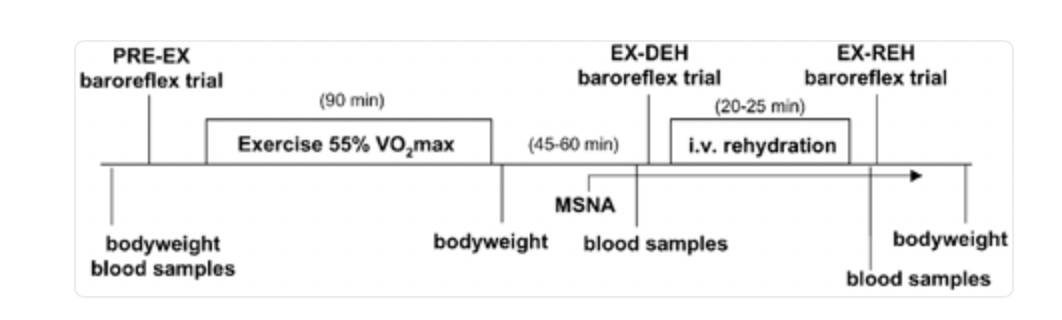 PRE-EX
baroreflex trial
EX-DEH
baroreflex trial
EX-REH
baroreflex trial
(90 min)
(20-25 min)
Exercise 55% VO₂max
(45-60 min)
i.v. rehydration
MSNA
bodyweight
blood samples
bodyweight
blood samples
bodyweight
blood samples